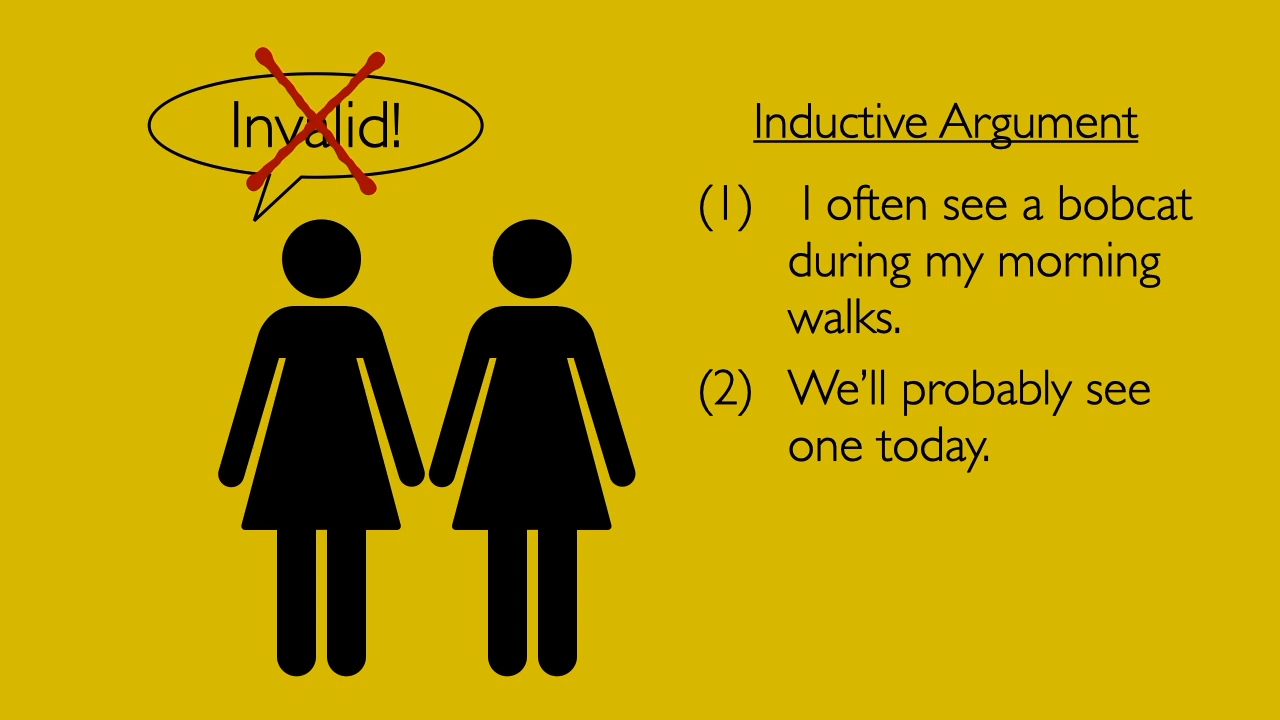 Invalid!
Inductive Argument
(1) I often see a bobcat
during my morning
walks.
(2) We'll probably see
one today.